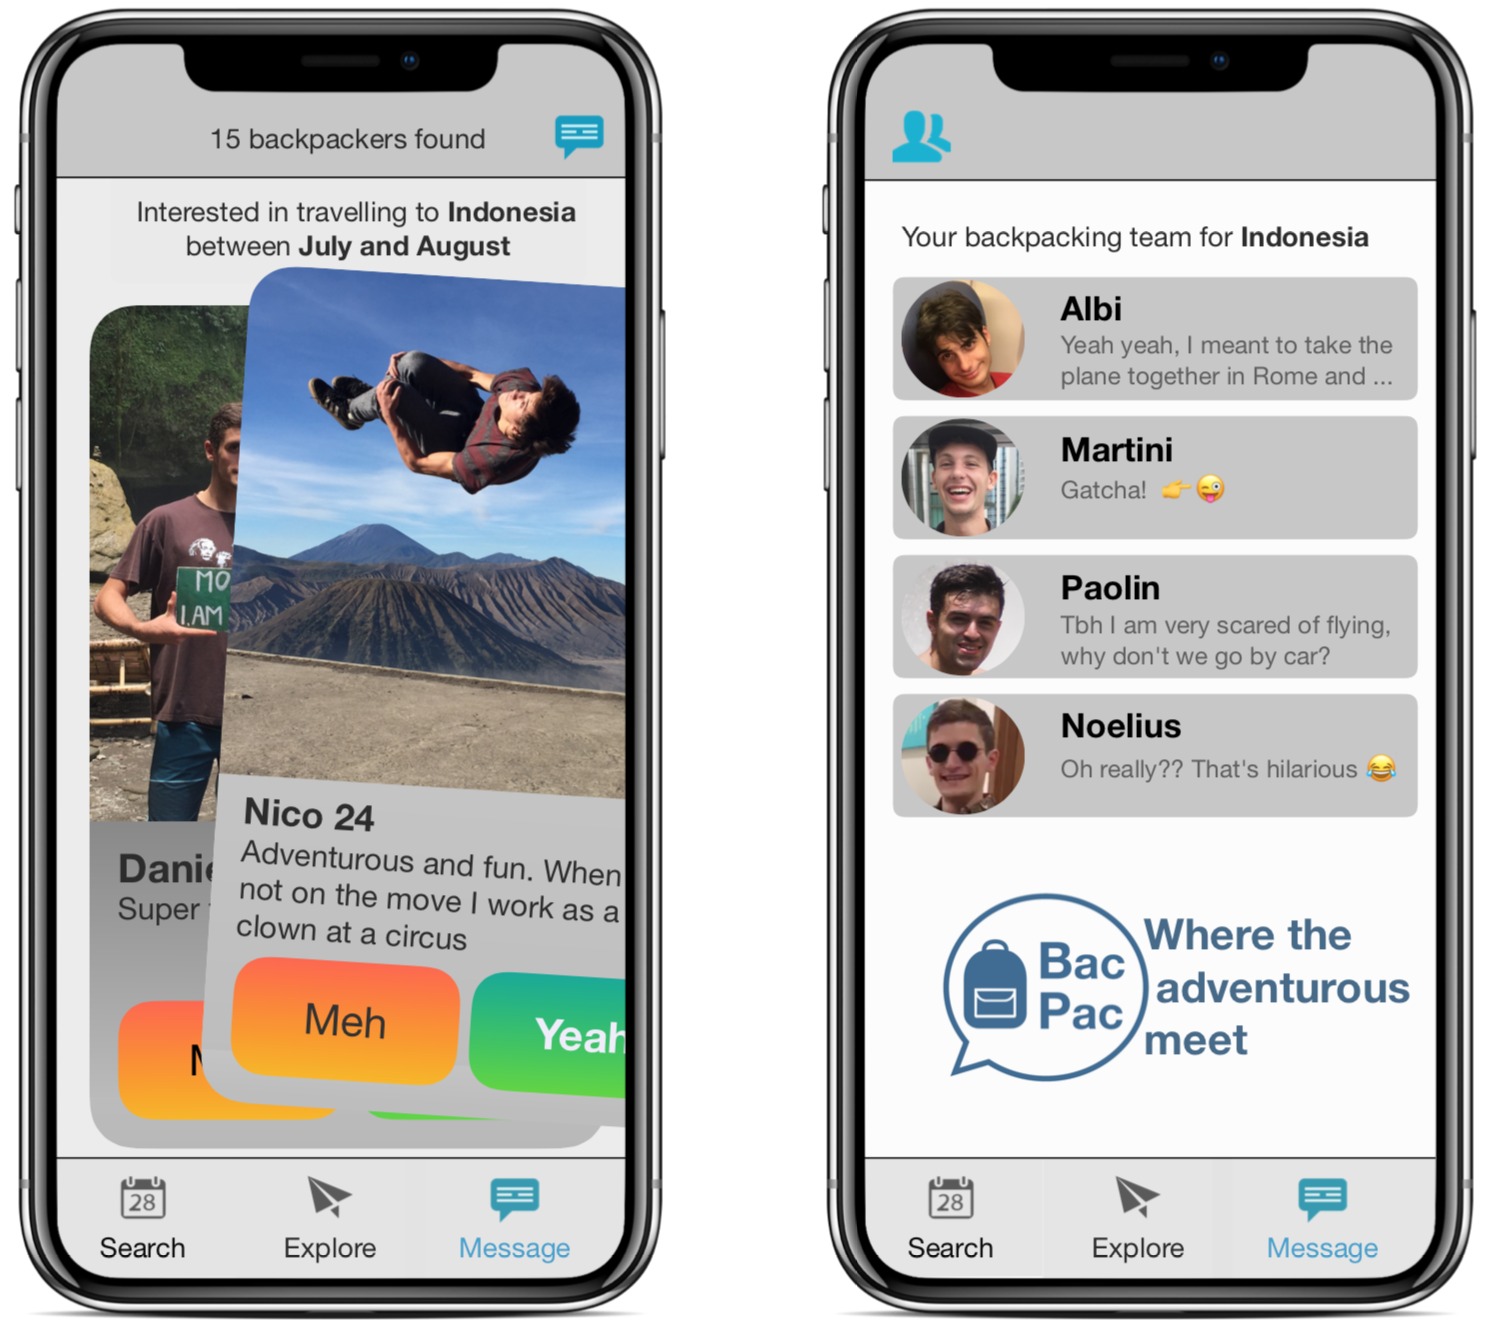 15 backpackers found
Interested in travelling to Indonesia
between July and August
MO
I.AM
Danie
Super
Nico 24
Adventurous and fun. When
not on the move I work as a
clown at a circus
Meh
Yeah
28
Search
Explore
Message
Your backpacking team for Indonesia
Albi
Yeah yeah, I meant to take the
plane together in Rome and ...
Martini
Gatcha! 👉😜
Paolin
Tbh I am very scared of flying,
why don't we go by car?
Noelius
Oh really?? That's hilarious 😂
Bac
Pac
Where the
adventurous
meet
28
Search
Explore
Message